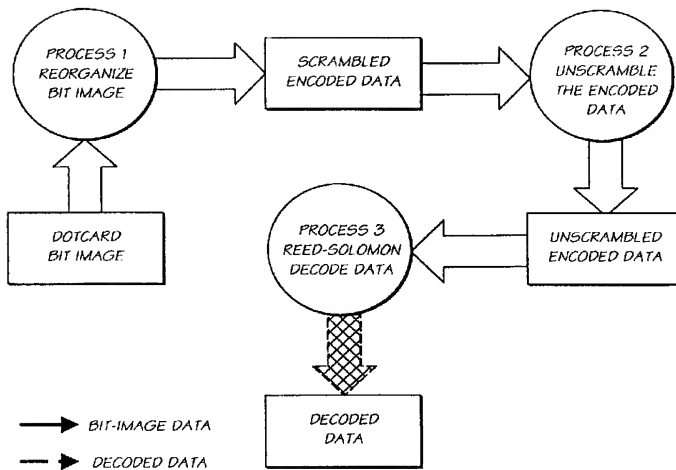 PROCESS 1
REORGANIZE
BIT IMAGE
SCRAMBLED
ENCODED DATA
PROCESS 2
UNSCRAMBLE
THE ENCODED
DATA
DOTCARD
BIT IMAGE
PROCESS 3
REED-SOLOMON
DECODE DATA
UNSCRAMBLED
ENCODED DATA
DECODED
DATA
BIT-IMAGE DATA
DECODED DATA